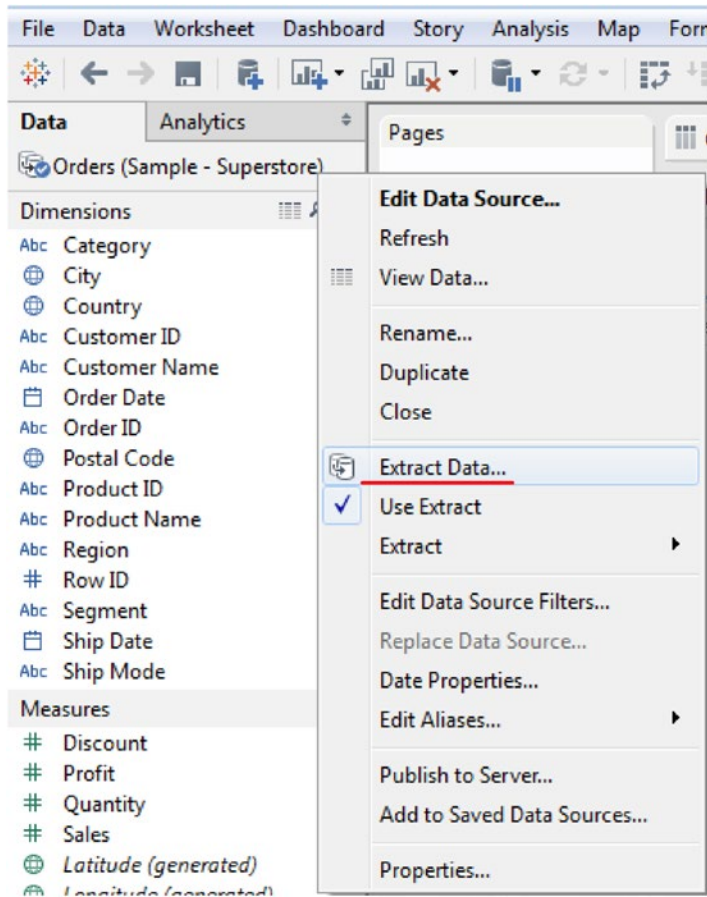 File Data Worksheet Dashboard Story Analysis Map Form
Data Analytics
Pages
Orders (Sample - Superstore)
Dimensions
Abc Category
City
Country
Abc Customer ID
Abc Customer Name
Order Date
Abc Order ID
Postal Code
Abc Product ID
Abc Product Name
Abc Region
# Row ID
Abc Segment
Ship Date
Abc Ship Mode
Measures
# Discount
# Profit
# Quantity
# Sales
Latitude (generated)
Longitude (generated)
Edit Data Source...
Refresh
View Data...
Rename...
Duplicate
Close
Extract Data...
Use Extract
Extract
Edit Data Source Filters...
Replace Data Source...
Date Properties...
Edit Aliases...
Publish to Server...
Add to Saved Data Sources...
Properties...